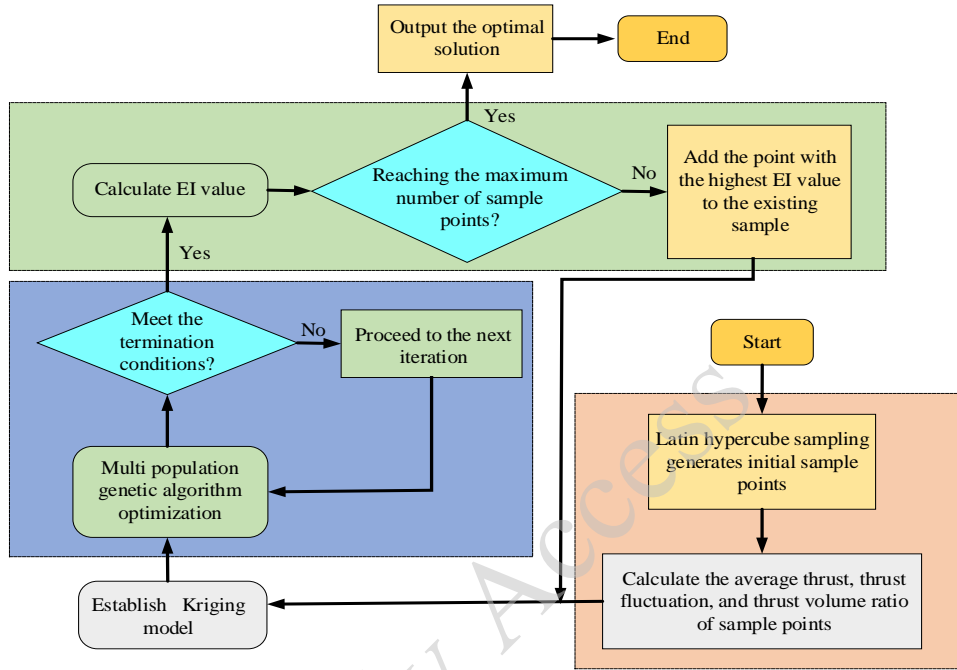 Output the optimal
solution
End
Yes
Calculate EI value
Reaching the maximum
number of sample
points?
No
Add the point with
the highest EI value
to the existing
sample
Yes
Meet the
termination
conditions?
No
Proceed to the next
iteration
Start
Multi population
genetic algorithm
optimization
Latin hypercube sampling
generates initial sample
points
Establish Kriging
model
Calculate the average thrust, thrust
fluctuation, and thrust volume ratio
of sample points
Access